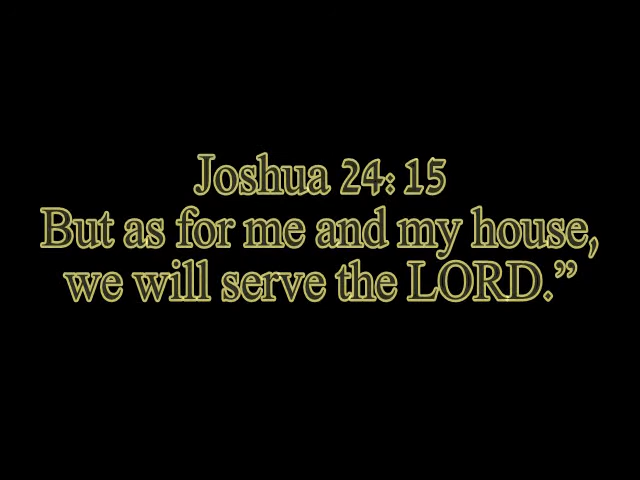 Joshua 24: 15
But as for me and my house,
we will serve the LORD.”